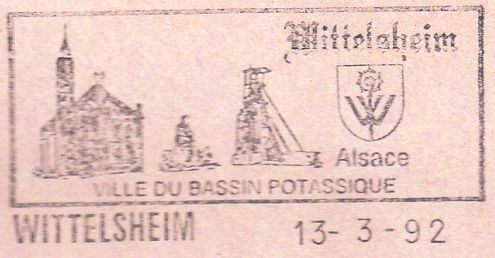 Wittelsheim
Alsace
VILLE DU BASSIN POTASSIQUE
WITTELSHEIM 13-3-92